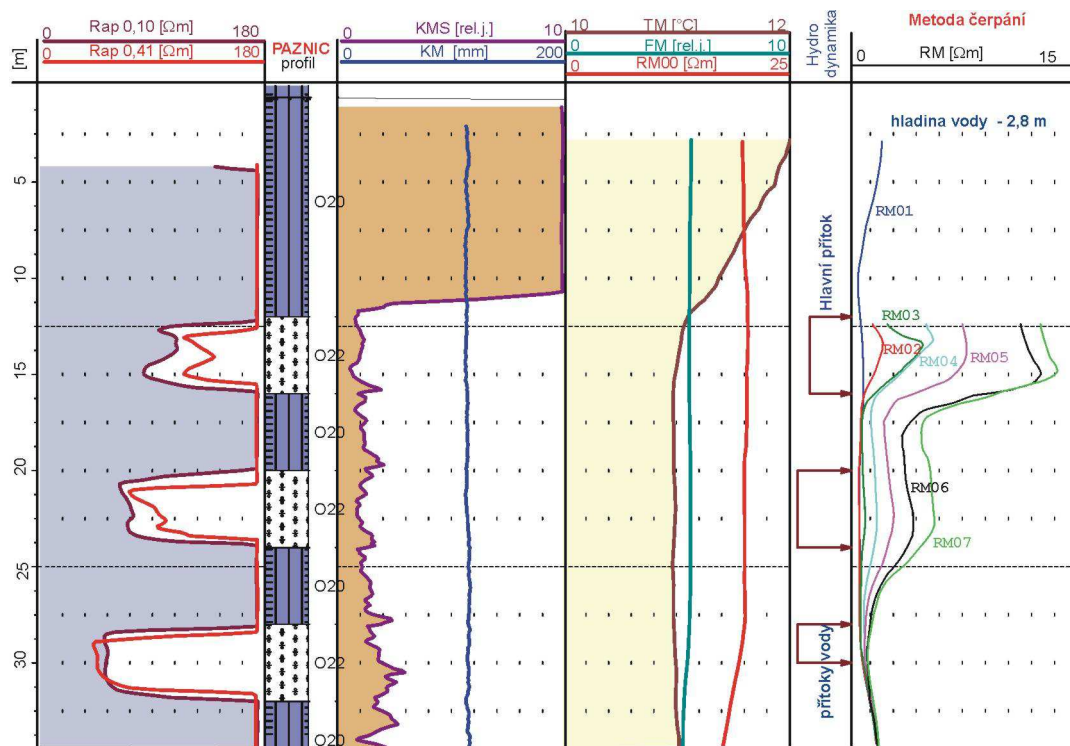 0 Rap 0,10 [Ωm] 180
0 Rap 0,41 [Ωm] 180
[m]
PAZNIC
profil
0 KMS [rel.j.] 10
0 KM [mm] 200
10 TM [°C] 12
0 FM [rel.j.] 10
0 RM00 [Ωm] 25
Hydro
dynamika
Metoda čerpání
0 RM [Ωm] 15
hladina vody - 2,8 m
5
10
15
20
25
30
O20
O22
O20
O22
O20
O22
O20
Hlavní přítok
přítoky vody
RM01
RM03
RM02
RM04
RM05
RM06
RM07